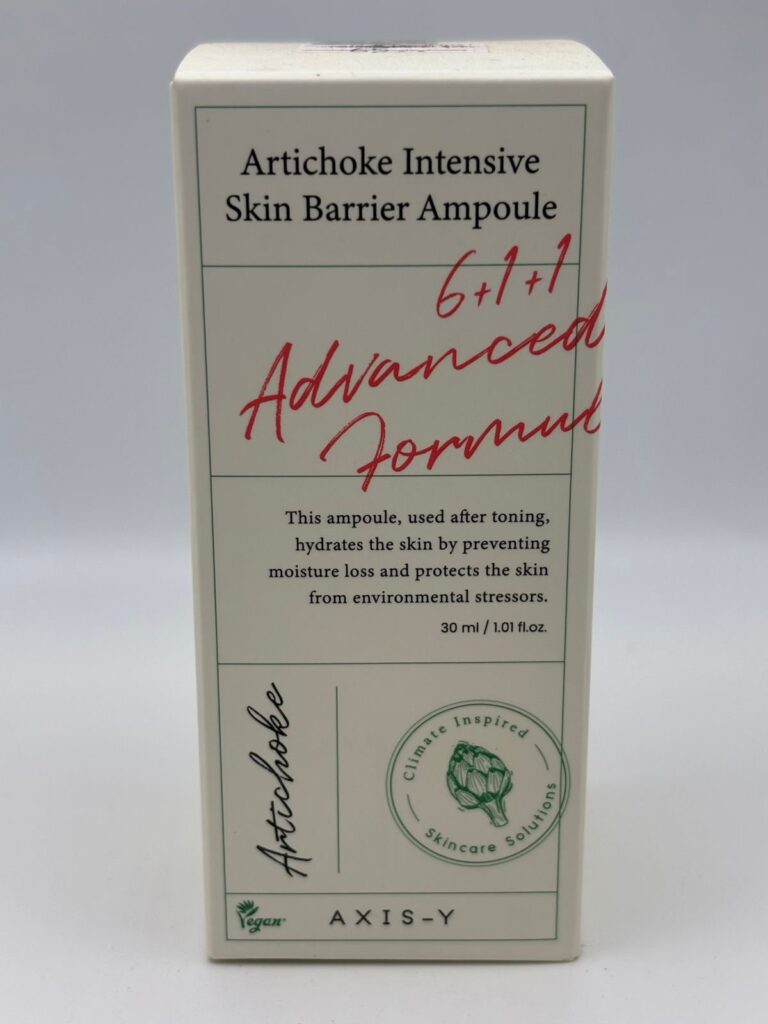 Artichoke Intensive
Skin Barrier Ampoule
6+1+1
Advanced
Formul
This ampoule, used after toning,
hydrates the skin by preventing
moisture loss and protects the skin
from environmental stressors.
30 ml / 1.01 fl.oz.
Artichoke
Climate Inspired
Skincare Solutions
Vegan
AXIS-Y